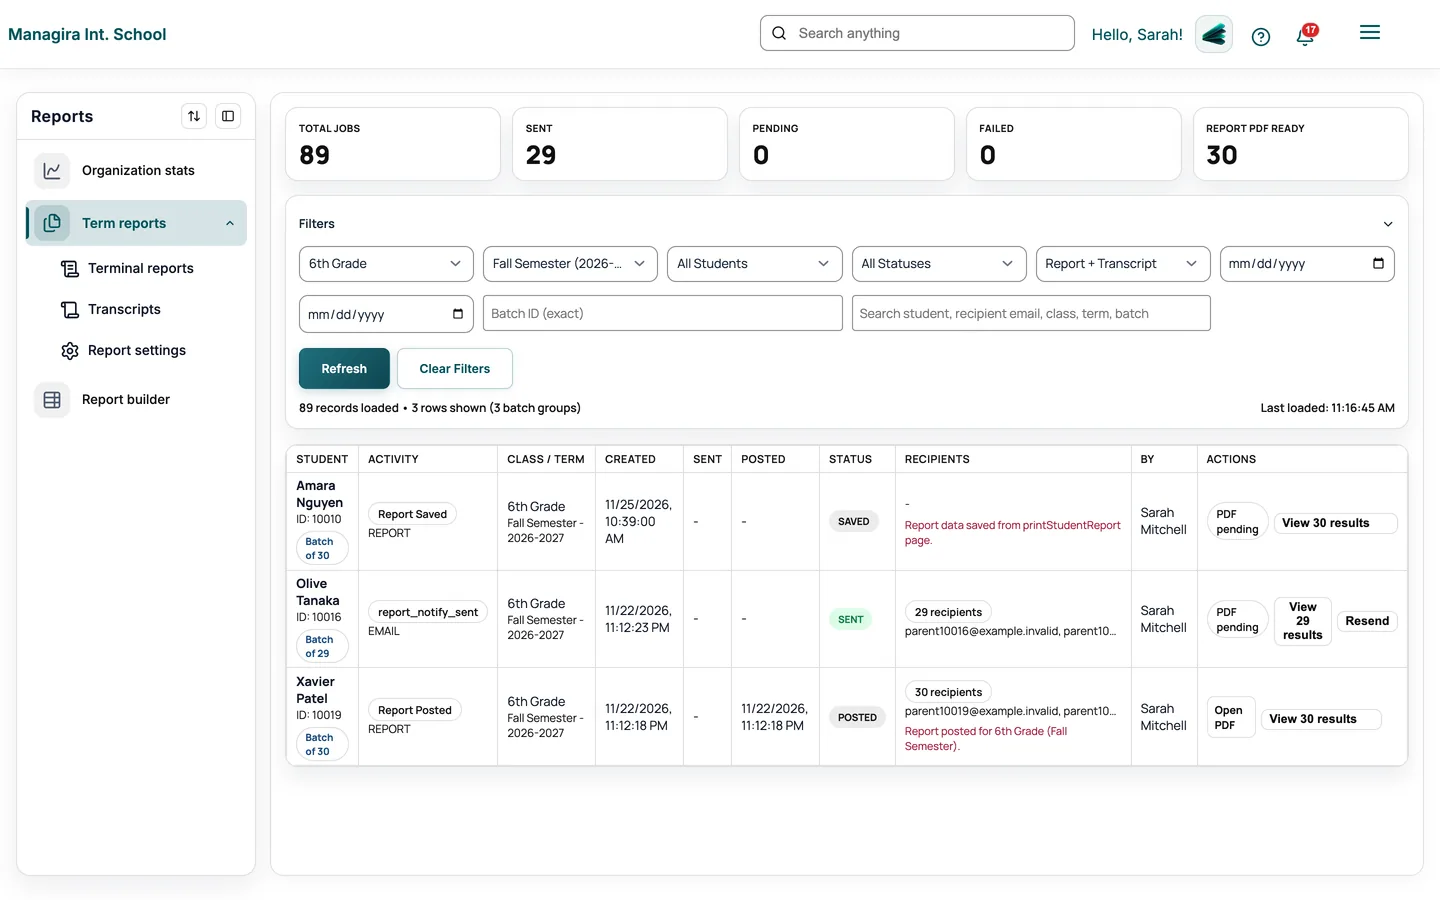 Managira Int. School
Search anything
Hello, Sarah!
17
Reports
Organization stats
Term reports
Terminal reports
Transcripts
Report settings
Report builder
TOTAL JOBS
89
SENT
29
PENDING
0
FAILED
0
REPORT PDF READY
30
Filters
6th Grade
Fall Semester (2026-...
All Students
All Statuses
Report + Transcript
mm/dd/yyyy
mm/dd/yyyy
Batch ID (exact)
Search student, recipient email, class, term, batch
Refresh
Clear Filters
89 records loaded • 3 rows shown (3 batch groups)
Last loaded: 11:16:45 AM
STUDENT
ACTIVITY
CLASS / TERM
CREATED
SENT
POSTED
STATUS
RECIPIENTS
BY
ACTIONS
Amara
Nguyen
ID: 10010
Batch
of 30
Report Saved
REPORT
6th Grade
Fall Semester -
2026-2027
11/25/2026,
10:39:00
AM
-
-
SAVED
-
Report data saved from printStudentReport
page.
Sarah
Mitchell
PDF
pending
View 30 results
Olive
Tanaka
ID: 10016
Batch
of 29
report_notify_sent
EMAIL
6th Grade
Fall Semester -
2026-2027
11/22/2026,
11:12:23 PM
-
-
SENT
29 recipients
parent10016@example.invalid, parent10...
Sarah
Mitchell
PDF
pending
View
29
results
Resend
Xavier
Patel
ID: 10019
Batch
of 30
Report Posted
REPORT
6th Grade
Fall Semester -
2026-2027
11/22/2026,
11:12:18 PM
-
11/22/2026,
11:12:18 PM
POSTED
30 recipients
parent10019@example.invalid, parent10...
Report posted for 6th Grade (Fall
Semester).
Sarah
Mitchell
Open
PDF
View 30 results